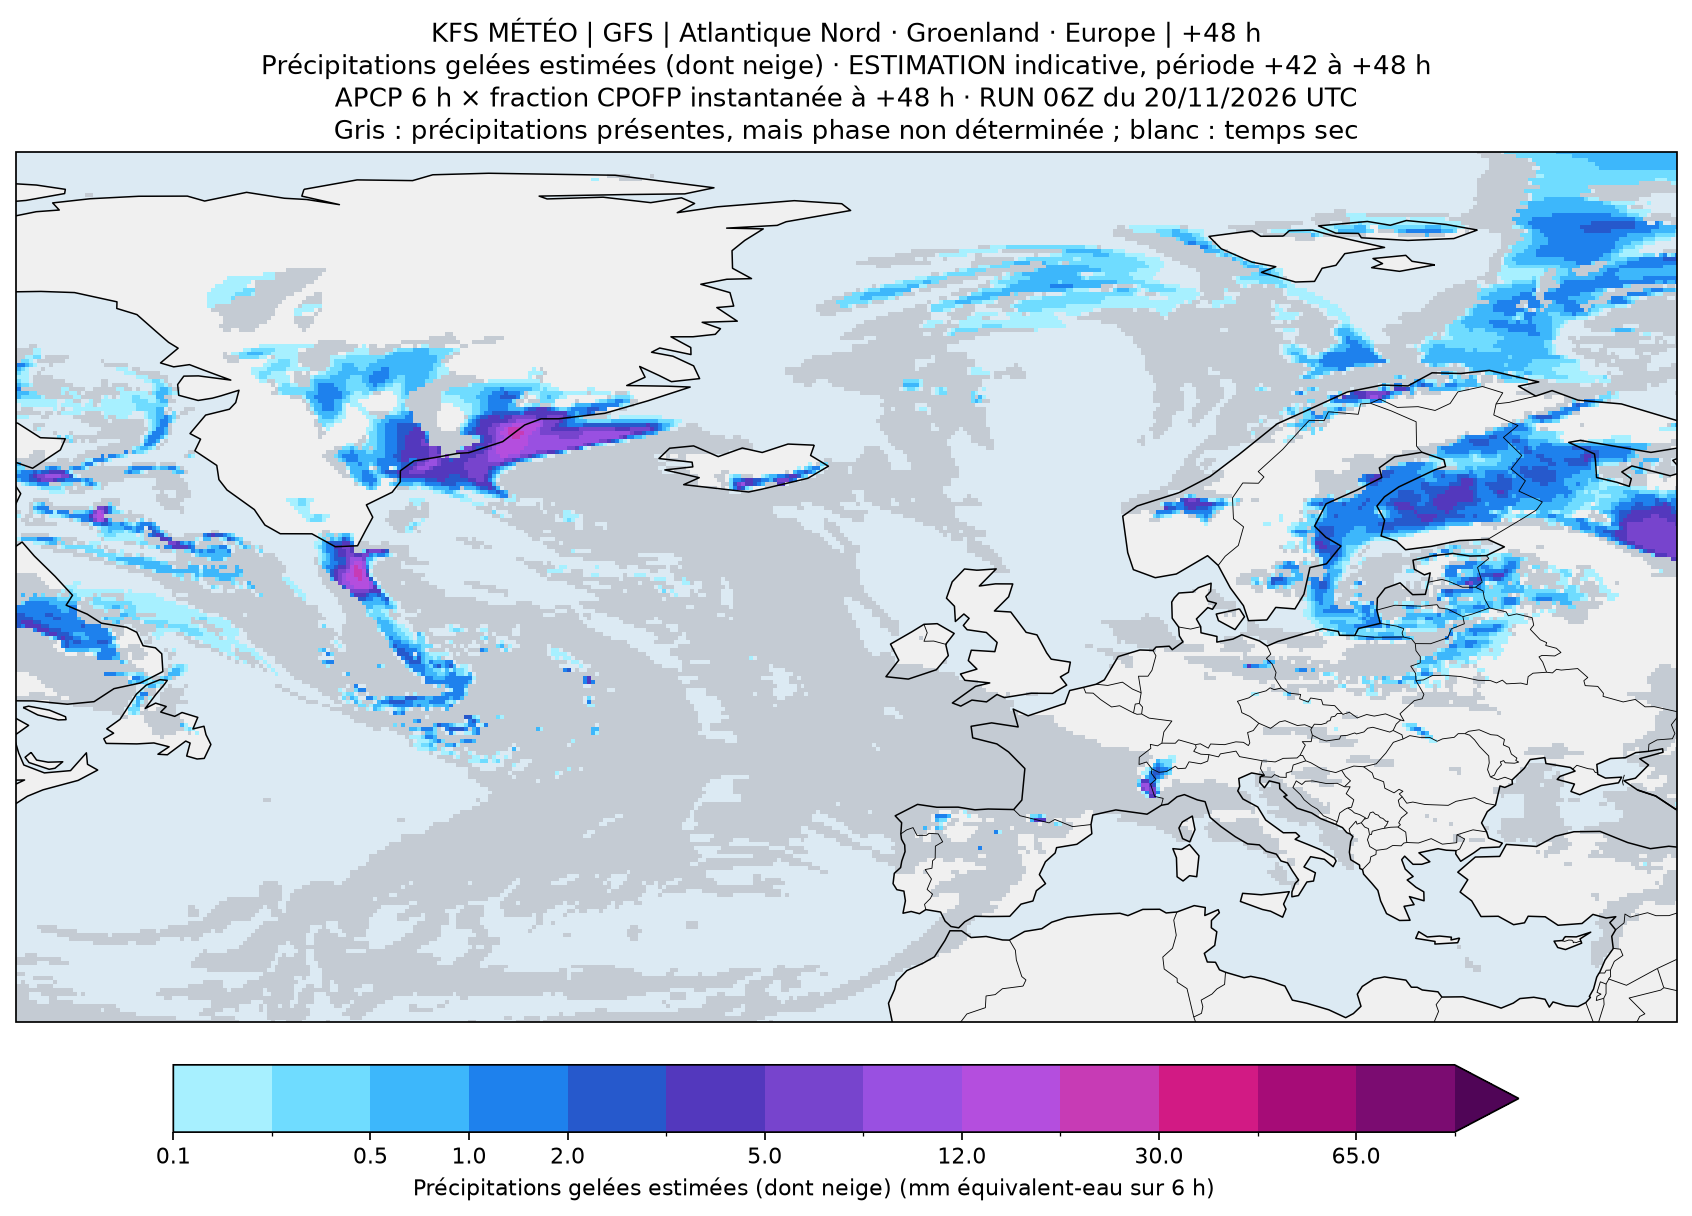 KFS MÉTÉO | GFS | Atlantique Nord · Groenland · Europe | +48 h
Précipitations gelées estimées (dont neige) · ESTIMATION indicative, période +42 à +48 h
APCP 6 h × fraction CPOFP instantanée à +48 h · RUN 06Z du 20/11/2026 UTC
Gris : précipitations présentes, mais phase non déterminée ; blanc : temps sec
0.1 0.5 1.0 2.0 5.0 12.0 30.0 65.0
Précipitations gelées estimées (dont neige) (mm équivalent-eau sur 6 h)